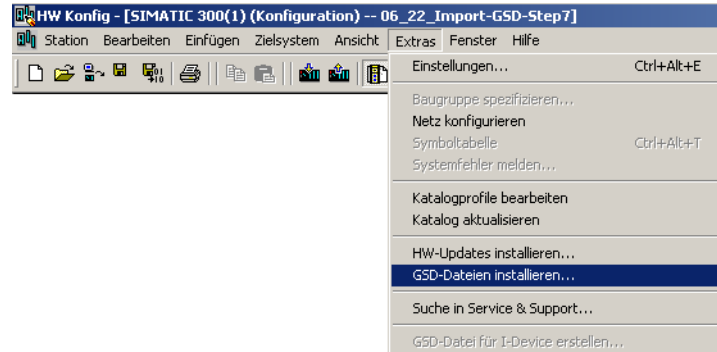 HW Konfig - [SIMATIC 300(1) (Konfiguration) -- 06_22_Import-GSD-Step7]
Station Bearbeiten Einfügen Zielsystem Ansicht Extras Fenster Hilfe
Einstellungen... Ctrl+Alt+E
Baugruppe spezifizieren...
Netz konfigurieren
Symboltabelle Ctrl+Alt+T
Systemfehler melden...
Katalogprofile bearbeiten
Katalog aktualisieren
HW-Updates installieren...
GSD-Dateien installieren...
Suche in Service & Support...
GSD-Datei für I-Device erstellen...